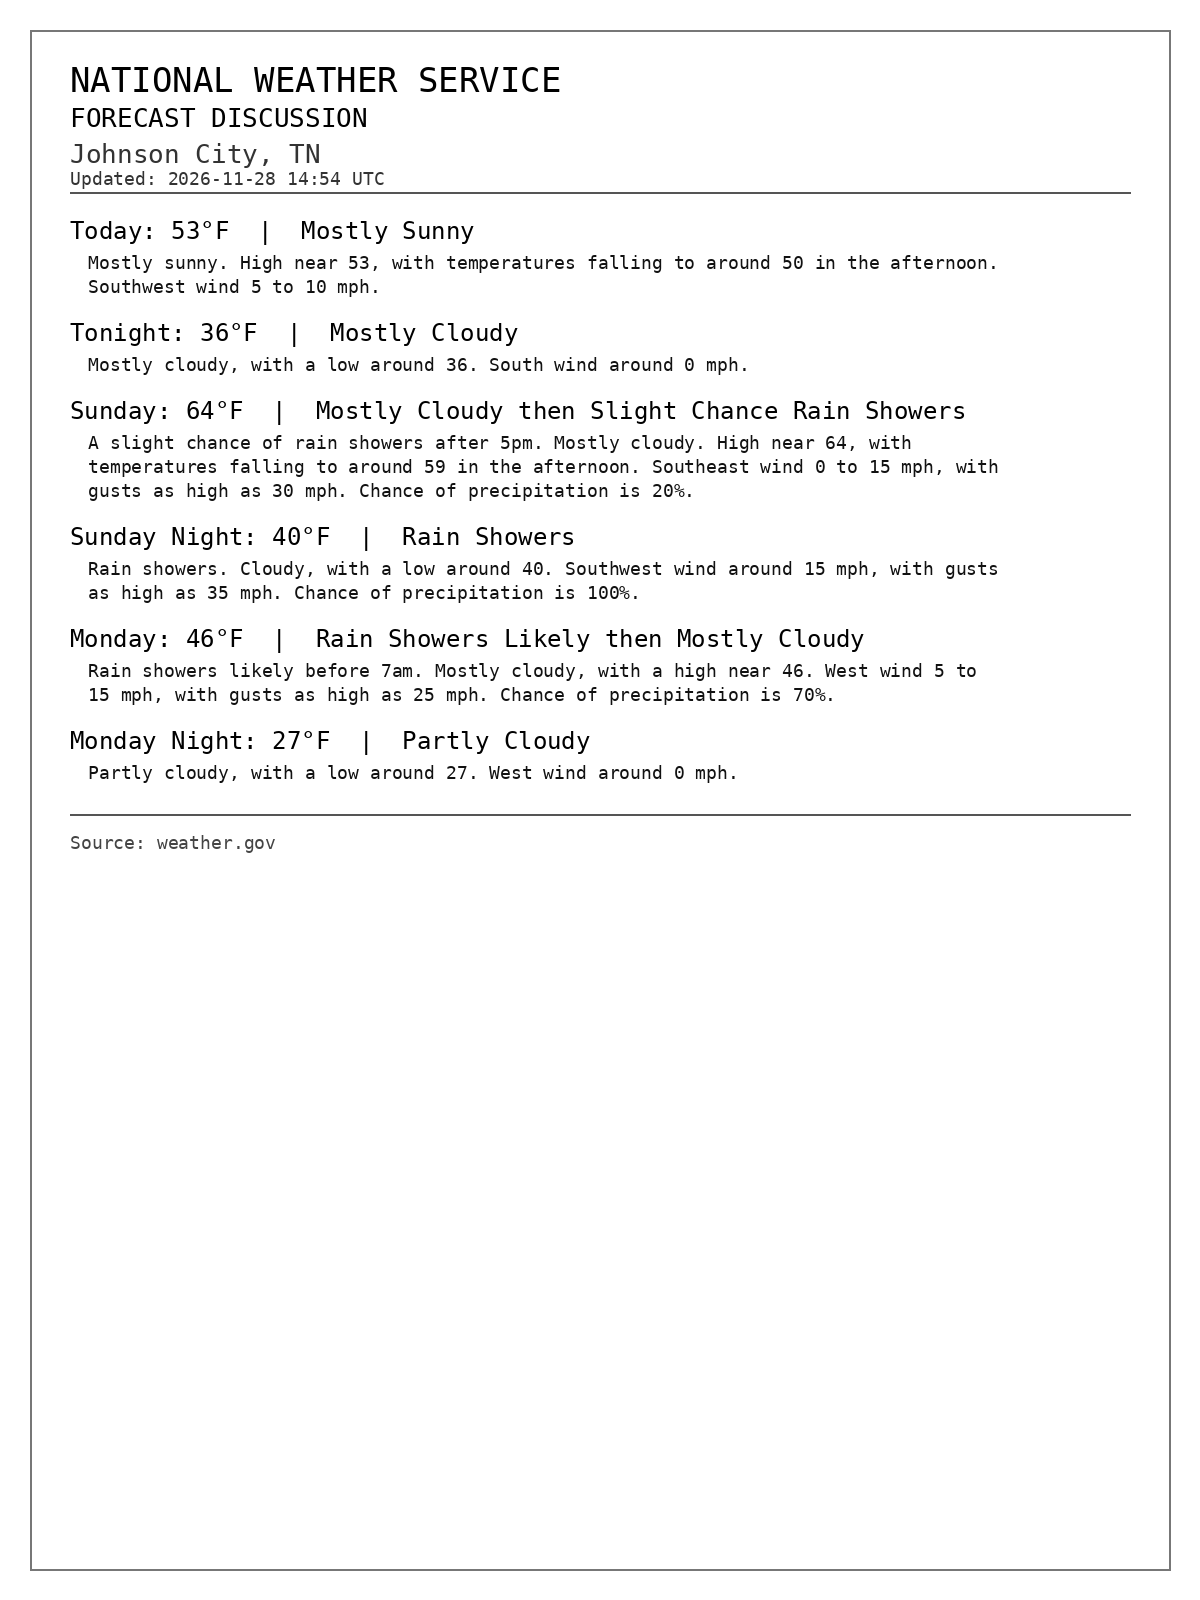 NATIONAL WEATHER SERVICE
FORECAST DISCUSSION
Johnson City, TN
Updated: 2026-11-28 14:54 UTC
Today: 53°F  |  Mostly Sunny
Mostly sunny. High near 53, with temperatures falling to around 50 in the afternoon.
Southwest wind 5 to 10 mph.
Tonight: 36°F  |  Mostly Cloudy
Mostly cloudy, with a low around 36. South wind around 0 mph.
Sunday: 64°F  |  Mostly Cloudy then Slight Chance Rain Showers
A slight chance of rain showers after 5pm. Mostly cloudy. High near 64, with
temperatures falling to around 59 in the afternoon. Southeast wind 0 to 15 mph, with
gusts as high as 30 mph. Chance of precipitation is 20%.
Sunday Night: 40°F  |  Rain Showers
Rain showers. Cloudy, with a low around 40. Southwest wind around 15 mph, with gusts
as high as 35 mph. Chance of precipitation is 100%.
Monday: 46°F  |  Rain Showers Likely then Mostly Cloudy
Rain showers likely before 7am. Mostly cloudy, with a high near 46. West wind 5 to
15 mph, with gusts as high as 25 mph. Chance of precipitation is 70%.
Monday Night: 27°F  |  Partly Cloudy
Partly cloudy, with a low around 27. West wind around 0 mph.
Source: weather.gov